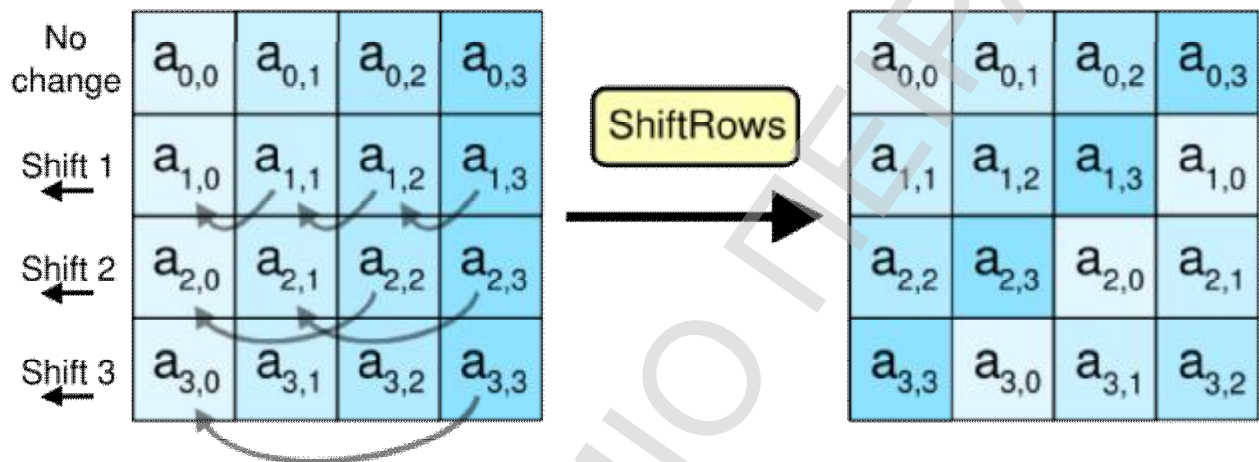 No change a0,0 a0,1 a0,2 a0,3 a0,0 a0,1 a0,2 a0,3
ShiftRows
Shift 1 a1,0 a1,1 a1,2 a1,3 a1,1 a1,2 a1,3 a1,0
Shift 2 a2,0 a2,1 a2,2 a2,3 a2,2 a2,3 a2,0 a2,1
Shift 3 a3,0 a3,1 a3,2 a3,3 a3,3 a3,0 a3,1 a3,2